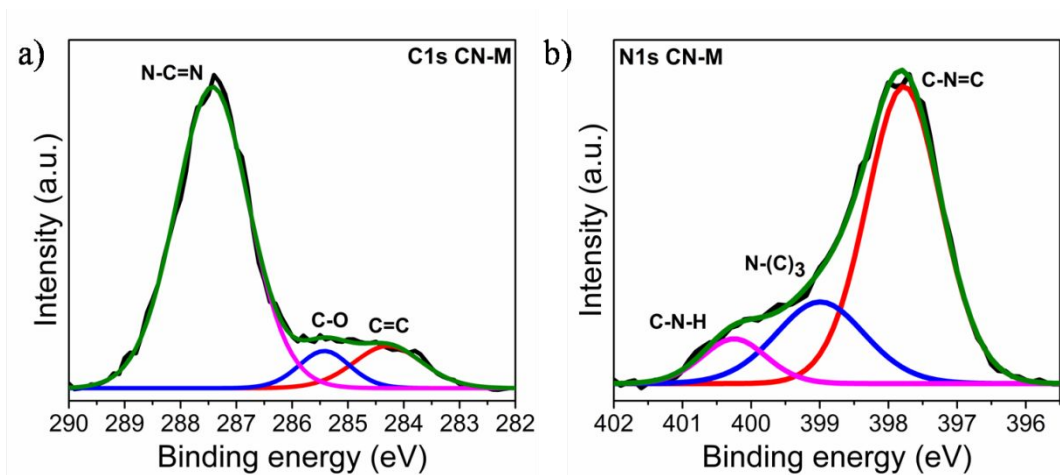 a)
C1s CN-M
N-C=N
C-O
C=C
Intensity (a.u.)
290 289 288 287 286 285 284 283 282
Binding energy (eV)
b)
N1s CN-M
C-N=C
N-(C)₃
C-N-H
Intensity (a.u.)
402 401 400 399 398 397 396
Binding energy (eV)